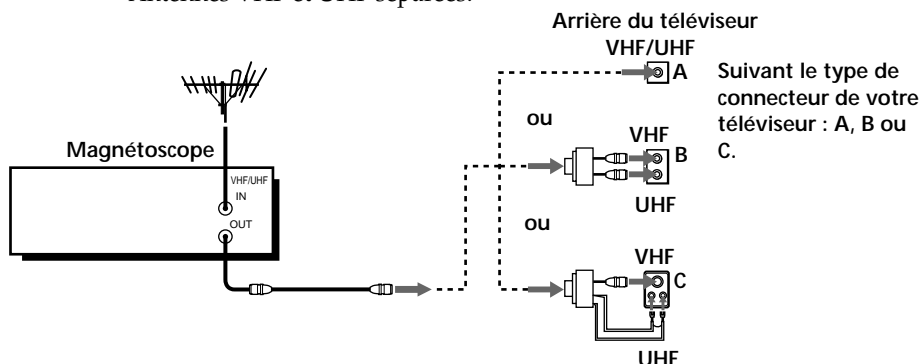 Antennes VHF et UHF séparées.
Arrière du téléviseur
VHF/UHF
A
Suivant le type de
connecteur de votre
téléviseur : A, B ou
C.
ou
VHF
B
UHF
Magnétoscope
VHF/UHF
IN
OUT
ou
VHF
C
UHF